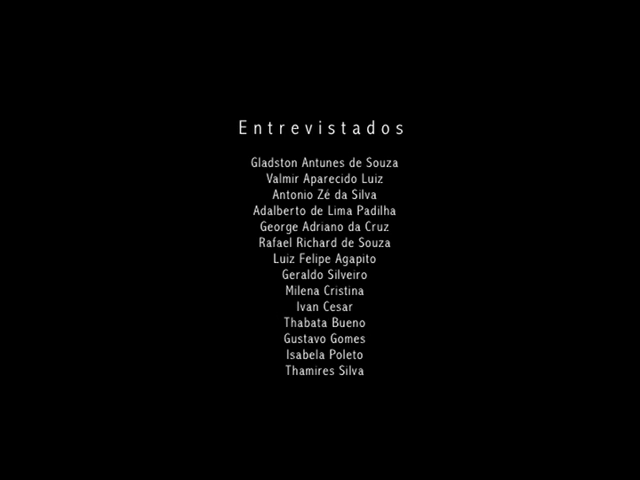 Entrevistados
Gladston Antunes de Souza
Valmir Aparecido Luiz
Antonio Zé da Silva
Adalberto de Lima Padilha
George Adriano da Cruz
Rafael Richard de Souza
Luiz Felipe Agapito
Geraldo Silveiro
Milena Cristina
Ivan Cesar
Thabata Bueno
Gustavo Gomes
Isabela Poleto
Thamires Silva